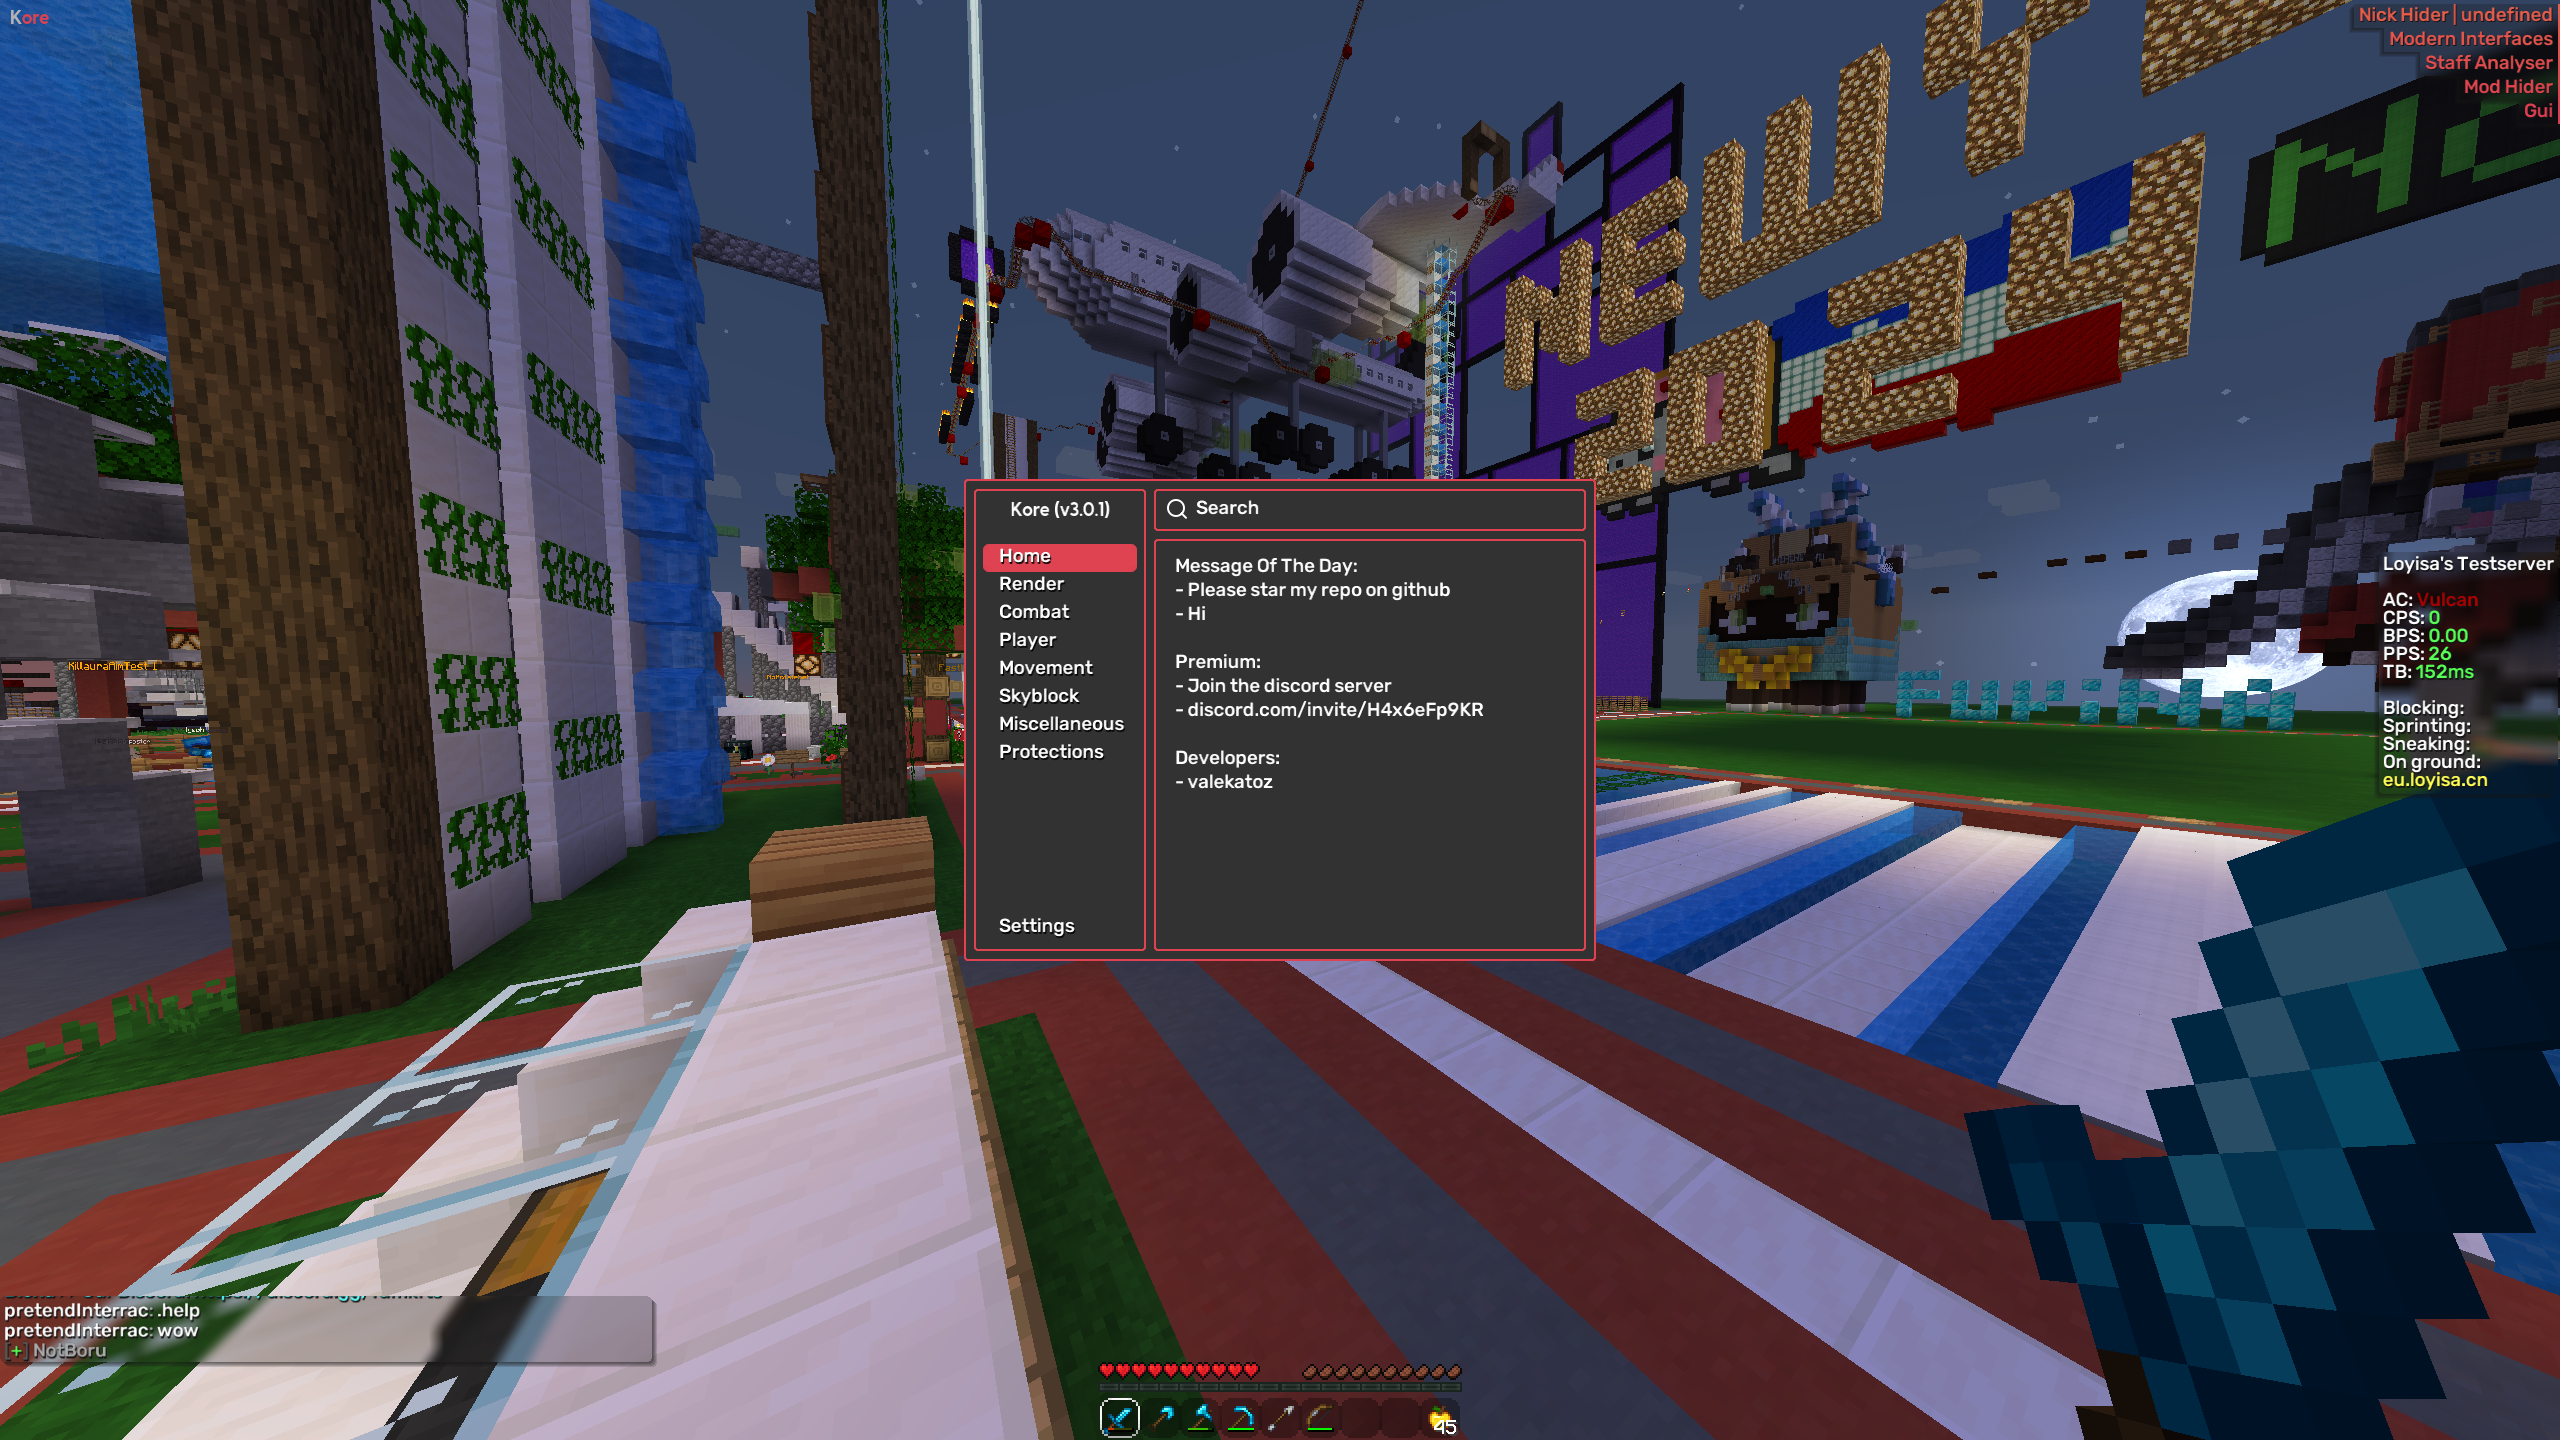 Kore
Nick Hider | undefined
Modern Interfaces
Staff Analyser
Mod Hider
Gui
NEW Y
2024
Kore (v3.0.1)
Search
Home
Render
Combat
Player
Movement
Skyblock
Miscellaneous
Protections
Settings
Message Of The Day:
- Please star my repo on github
- Hi
Premium:
- Join the discord server
- discord.com/invite/H4x6eFp9KR
Developers:
- valekatoz
Loyisa's Testserver
AC: Vulcan
CPS: 0
BPS: 0.00
PPS: 26
TB: 152ms
Blocking:
Sprinting:
Sneaking:
On ground:
eu.loyisa.cn
KillauraAimTest
pretendInterrac: .help
pretendInterrac: wow
[+] NotBoru
45